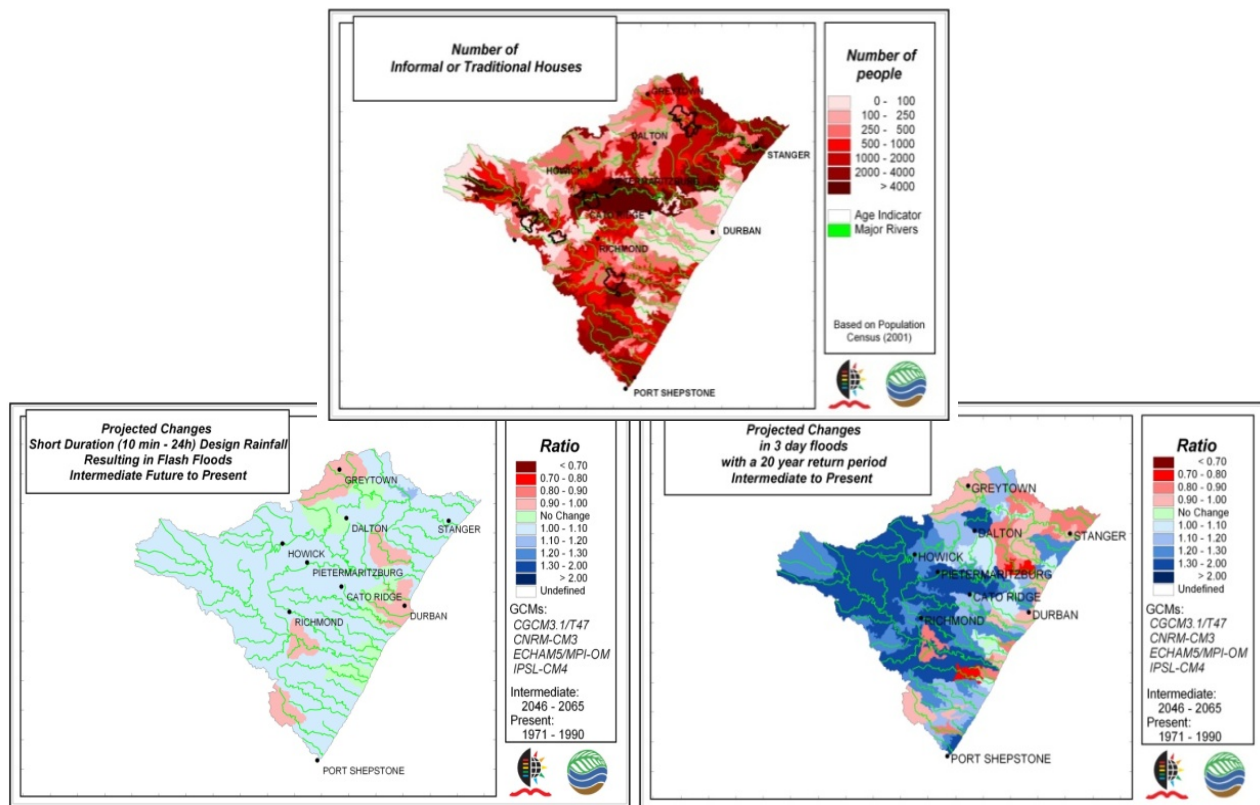 Number of
Informal or Traditional Houses
GREYTOWN
DALTON
STANGER
HOWICK
CATO RIDGE
DURBAN
RICHMOND
PORT SHEPSTONE
Number of
people
0 - 100
100 - 250
250 - 500
500 - 1000
1000 - 2000
2000 - 4000
> 4000
Age Indicator
Major Rivers
Based on Population
Census (2001)
Projected Changes
Short Duration (10 min - 24h) Design Rainfall
Resulting in Flash Floods
Intermediate Future to Present
GREYTOWN
DALTON
STANGER
HOWICK
PIETERMARITZBURG
CATO RIDGE
DURBAN
RICHMOND
PORT SHEPSTONE
Ratio
< 0.70
0.70 - 0.80
0.80 - 0.90
0.90 - 1.00
No Change
1.00 - 1.10
1.10 - 1.20
1.20 - 1.30
1.30 - 2.00
> 2.00
Undefined
GCMs:
CGCM3.1/T47
CNRM-CM3
ECHAM5/MPI-OM
IPSL-CM4
Intermediate:
2046 - 2065
Present:
1971 - 1990
Projected Changes
in 3 day floods
with a 20 year return period
Intermediate to Present
GREYTOWN
DALTON
STANGER
HOWICK
PIETERMARITZBURG
CATO RIDGE
DURBAN
RICHMOND
PORT SHEPSTONE
Ratio
< 0.70
0.70 - 0.80
0.80 - 0.90
0.90 - 1.00
No Change
1.00 - 1.10
1.10 - 1.20
1.20 - 1.30
1.30 - 2.00
> 2.00
Undefined
GCMs:
CGCM3.1/T47
CNRM-CM3
ECHAM5/MPI-OM
IPSL-CM4
Intermediate:
2046 - 2065
Present:
1971 - 1990